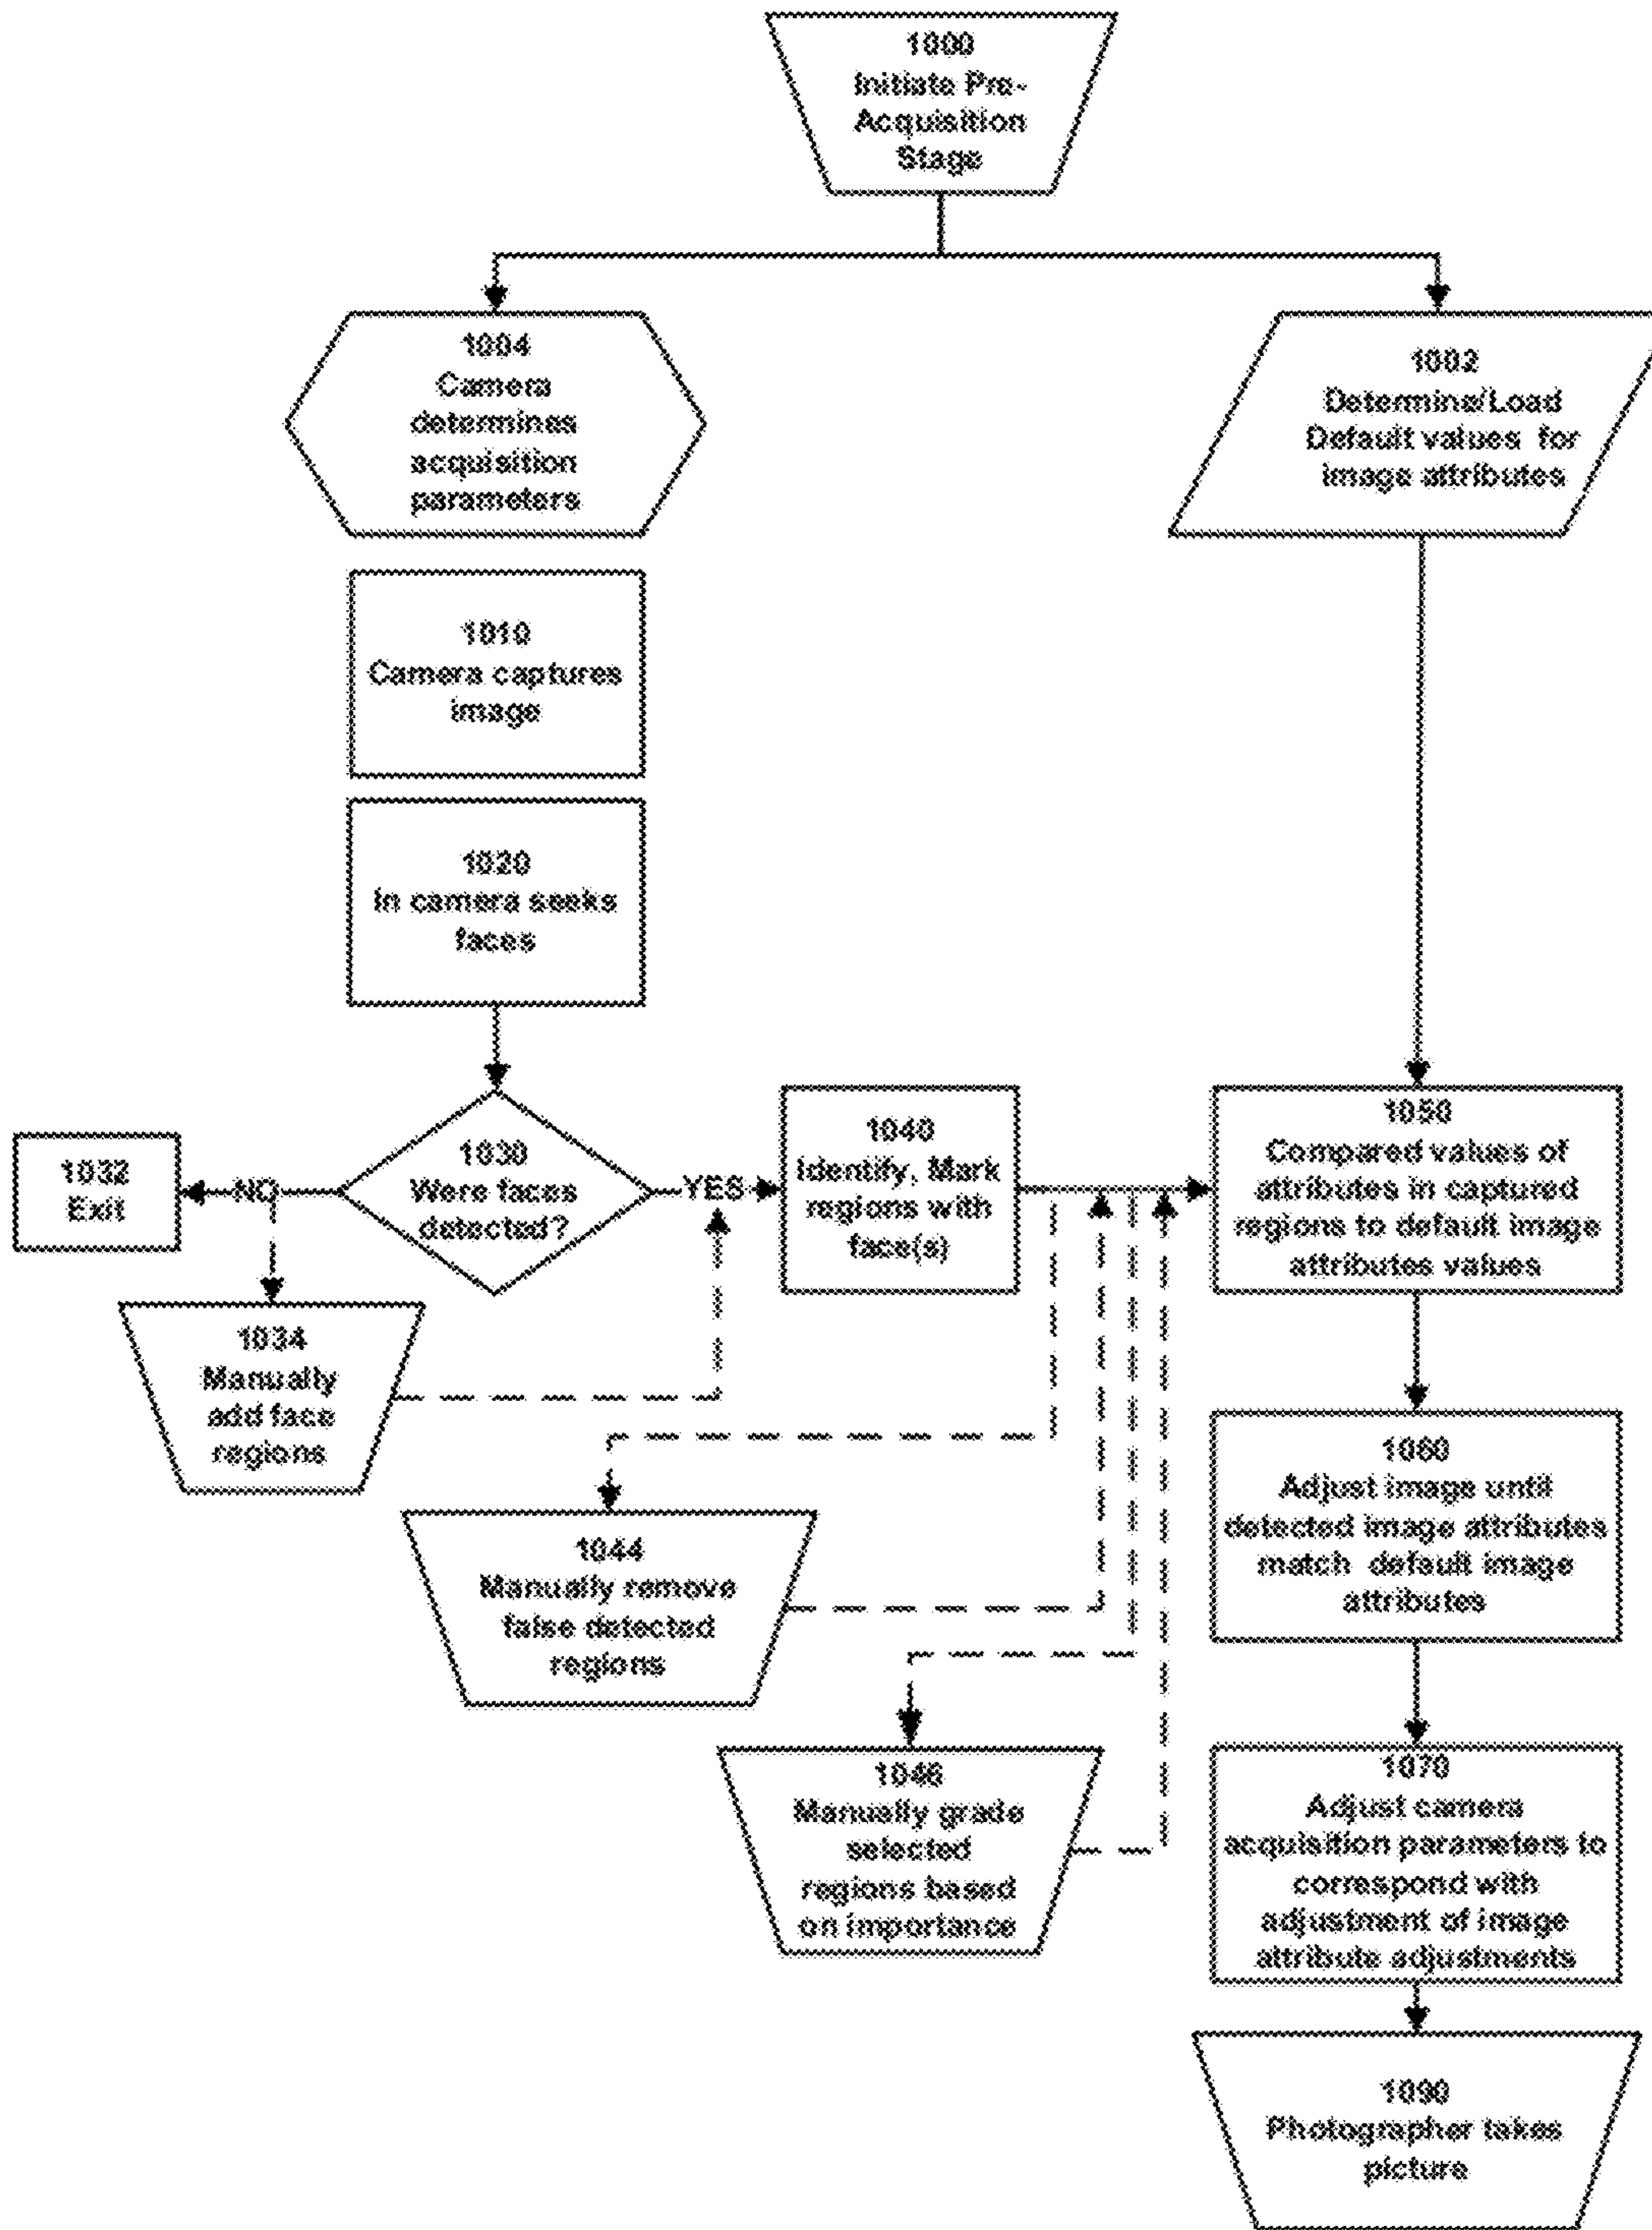 1000
Initiate Pre-
Acquisition
Stage
1004
Camera
determines
acquisition
parameters
1002
Determine/Load
Default values for
image attributes
1010
Camera captures
image
1020
In camera seeks
faces
1030
Were faces
detected?
NO
YES
1032
Exit
1034
Manually
add face
regions
1040
Identify, Mark
regions with
face(s)
1044
Manually remove
false detected
regions
1046
Manually grade
selected
regions based
on importance
1050
Compared values of
attributes in captured
regions to default image
attributes values
1060
Adjust image until
detected image attributes
match default image
attributes
1070
Adjust camera
acquisition parameters to
correspond with
adjustment of image
attribute adjustments
1090
Photographer takes
picture